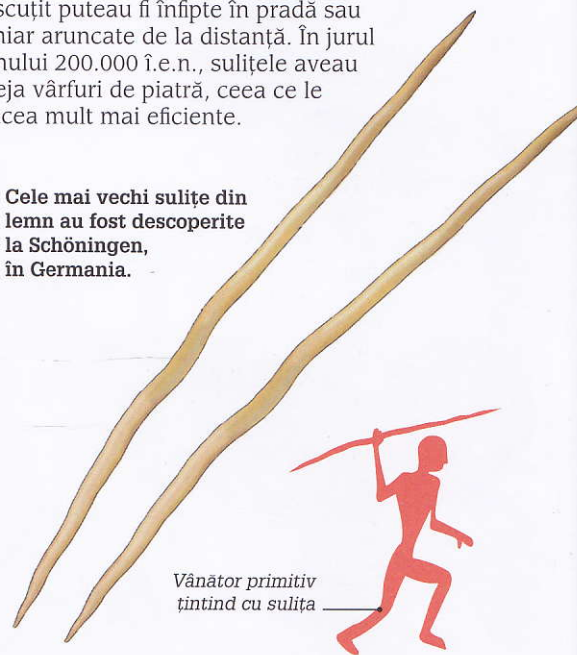 scuțit puteau fi înfipte în pradă sau
hiar aruncate de la distanță. În jurul
nului 200.000 î.e.n., sulițele aveau
eja vârfuri de piatră, ceea ce le
cea mult mai eficiente.
Cele mai vechi sulițe din
lemn au fost descoperite
la Schöningen,
în Germania.
Vânător primitiv
țintind cu sulița